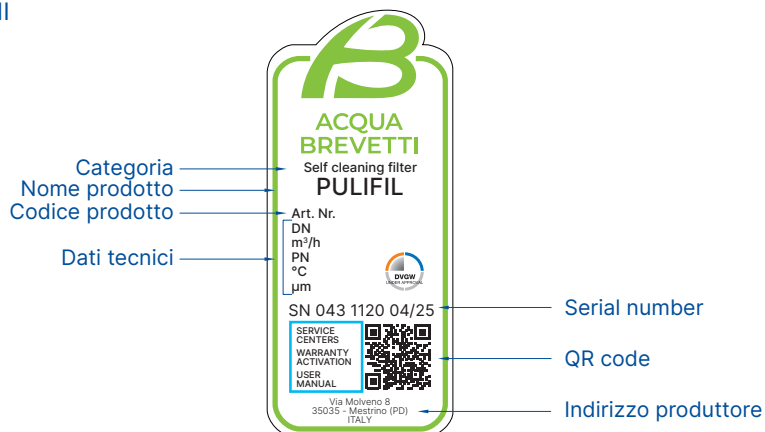 ACQUA
BREVETTI
Self cleaning filter
PULIFIL
Art. Nr.
DN
m³/h
PN
°C
µm
DVGW
UNDER APPROVAL
SN 043 1120 04/25
SERVICE
CENTERS
WARRANTY
ACTIVATION
USER
MANUAL
Via Molveno 8
35035 - Mestrino (PD)
ITALY
Categoria
Nome prodotto
Codice prodotto
Dati tecnici
Serial number
QR code
Indirizzo produttore